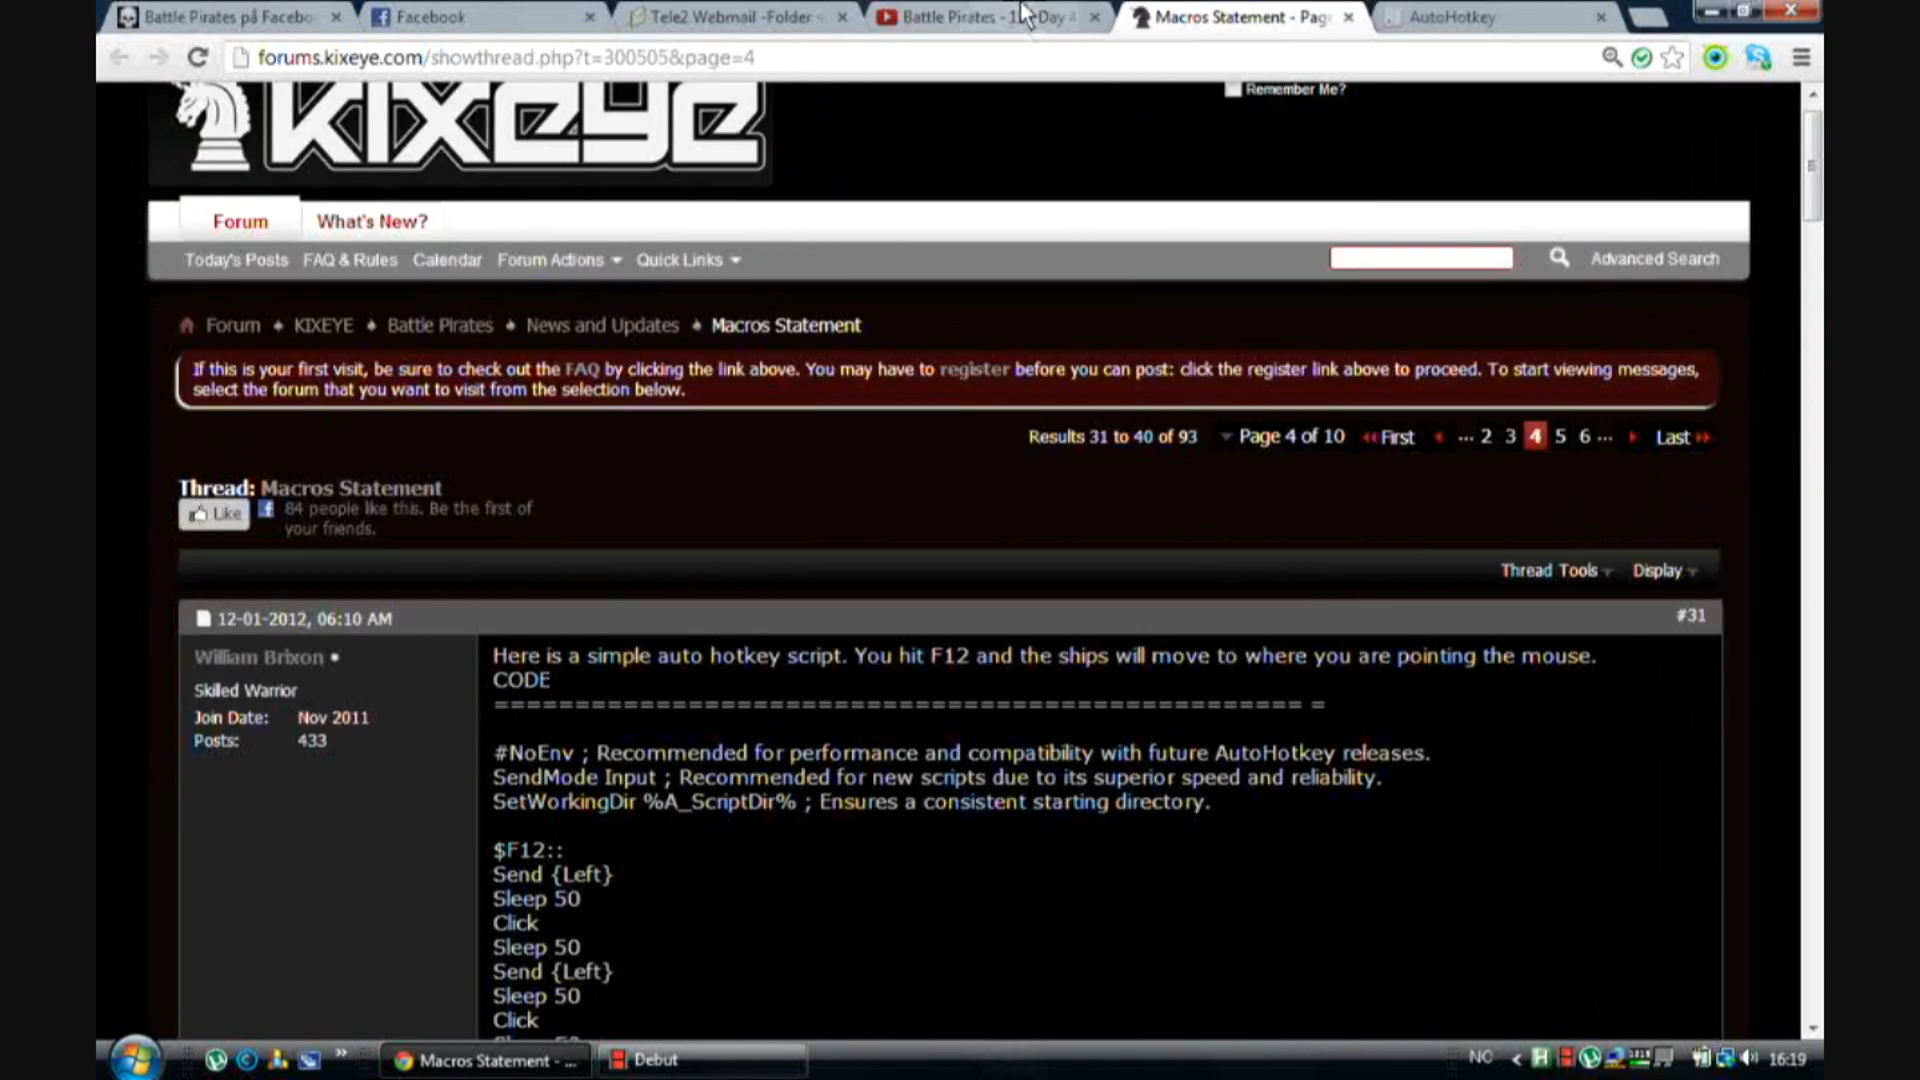 Battle Pirates på Facebo
Facebook
Tele2 Webmail -Folder
Battle Pirates -
Day
Macros Statement - Pag
AutoHotkey
forums.kixeye.com/showthread.php?t=300505&page=4
KIXEYE
Remember Me?
Forum
What's New?
Today's Posts
FAQ & Rules
Calendar
Forum Actions
Quick Links
Advanced Search
Forum
KIXEYE
Battle Pirates
News and Updates
Macros Statement
If this is your first visit, be sure to check out the FAQ by clicking the link above. You may have to register before you can post: click the register link above to proceed. To start viewing messages,
select the forum that you want to visit from the selection below.
Results 31 to 40 of 93
Page 4 of 10
First
... 2 3 4 5 6 ...
Last
Thread: Macros Statement
Like
84 people like this. Be the first of
your friends.
Thread Tools
Display
12-01-2012, 06:10 AM
#31
William Brixon
Skilled Warrior
Join Date: Nov 2011
Posts: 433
Here is a simple auto hotkey script. You hit F12 and the ships will move to where you are pointing the mouse.
CODE
================================================== =
#NoEnv ; Recommended for performance and compatibility with future AutoHotkey releases.
SendMode Input ; Recommended for new scripts due to its superior speed and reliability.
SetWorkingDir %A_ScriptDir% ; Ensures a consistent starting directory.
$F12::
Send {Left}
Sleep 50
Click
Sleep 50
Send {Left}
Sleep 50
Click
Macros Statement - ...
Debut
NO
16:19